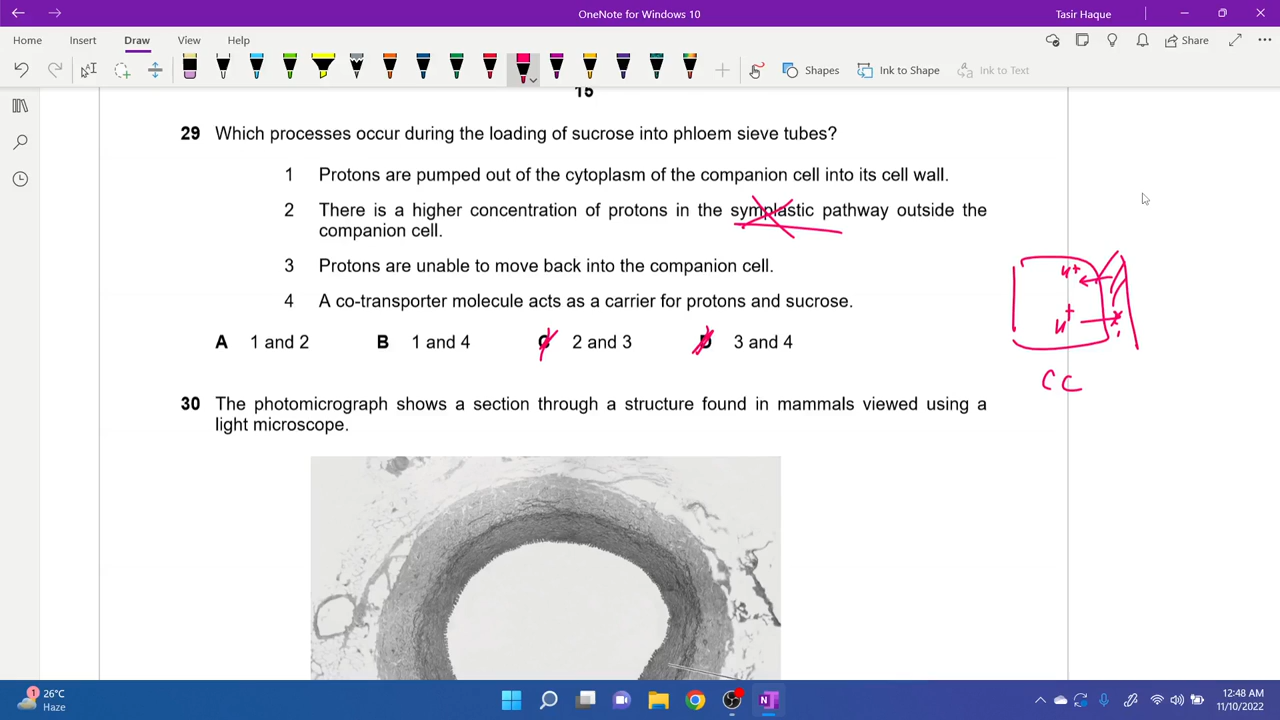 OneNote for Windows 10
Tasir Haque
Home
Insert
Draw
View
Help
Share
Shapes
Ink to Shape
Ink to Text
15
29 Which processes occur during the loading of sucrose into phloem sieve tubes?
1 Protons are pumped out of the cytoplasm of the companion cell into its cell wall.
2 There is a higher concentration of protons in the symplastic pathway outside the
companion cell.
3 Protons are unable to move back into the companion cell.
4 A co-transporter molecule acts as a carrier for protons and sucrose.
A 1 and 2 B 1 and 4 C 2 and 3 D 3 and 4
H+
H+
CC
30 The photomicrograph shows a section through a structure found in mammals viewed using a
light microscope.
1
26°C
Haze
12:48 AM
11/10/2022